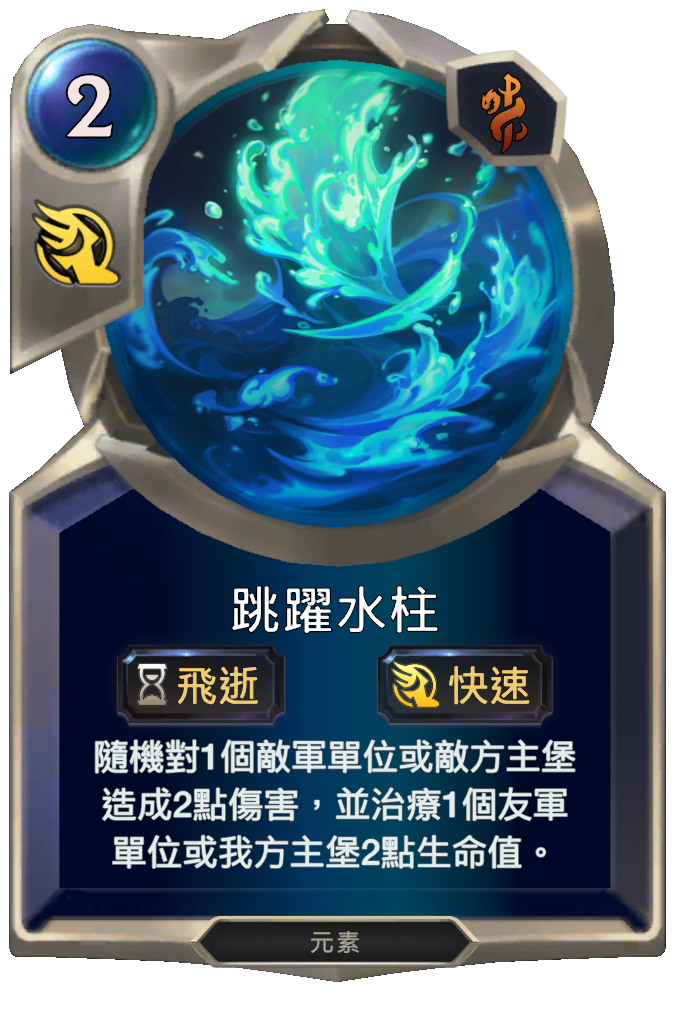 2
跳躍水柱
飛逝
快速
隨機對1個敵軍單位或敵方主堡
造成2點傷害，並治療1個友軍
單位或我方主堡2點生命值。
元素